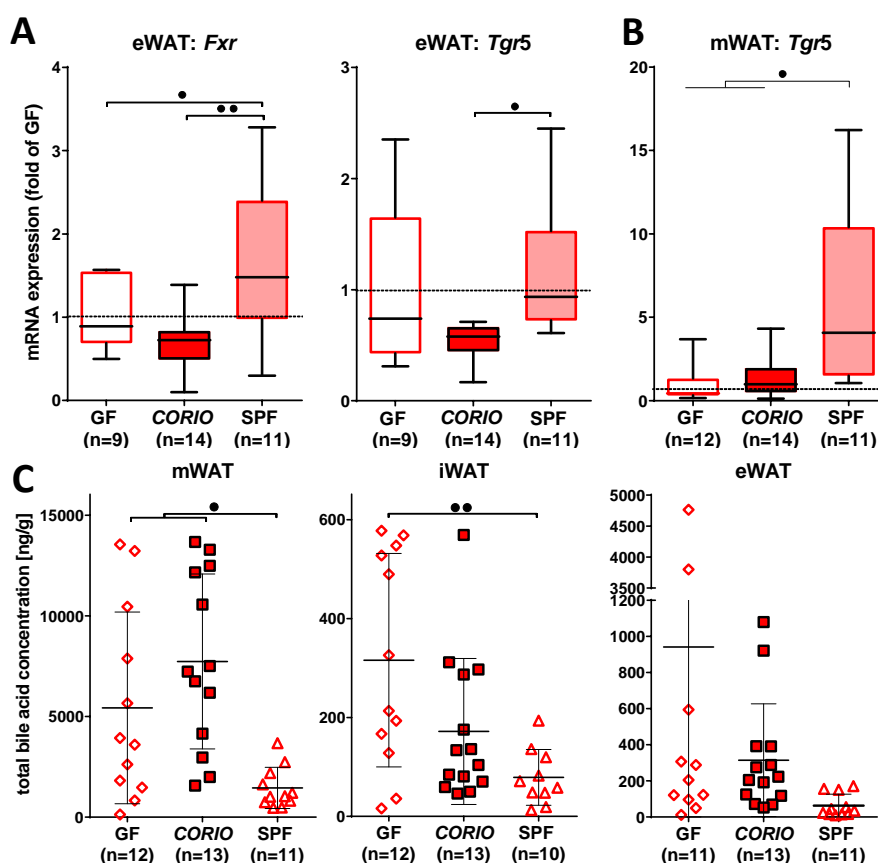 A
eWAT: Fxr
eWAT: Tgr5
B
mWAT: Tgr5
mRNA expression (fold of GF)
4
3
2
1
0
3
2
1
0
20
15
10
5
0
GF CORIO SPF
(n=9) (n=14) (n=11)
GF CORIO SPF
(n=9) (n=14) (n=11)
GF CORIO SPF
(n=12) (n=14) (n=11)
C
mWAT
iWAT
eWAT
total bile acid concentration [ng/g]
15000
10000
5000
0
600
400
200
0
5000
4500
4000
3500
3000
1200
1000
800
600
400
200
0
GF CORIO SPF
(n=12) (n=13) (n=11)
GF CORIO SPF
(n=12) (n=13) (n=10)
GF CORIO SPF
(n=11) (n=13) (n=11)